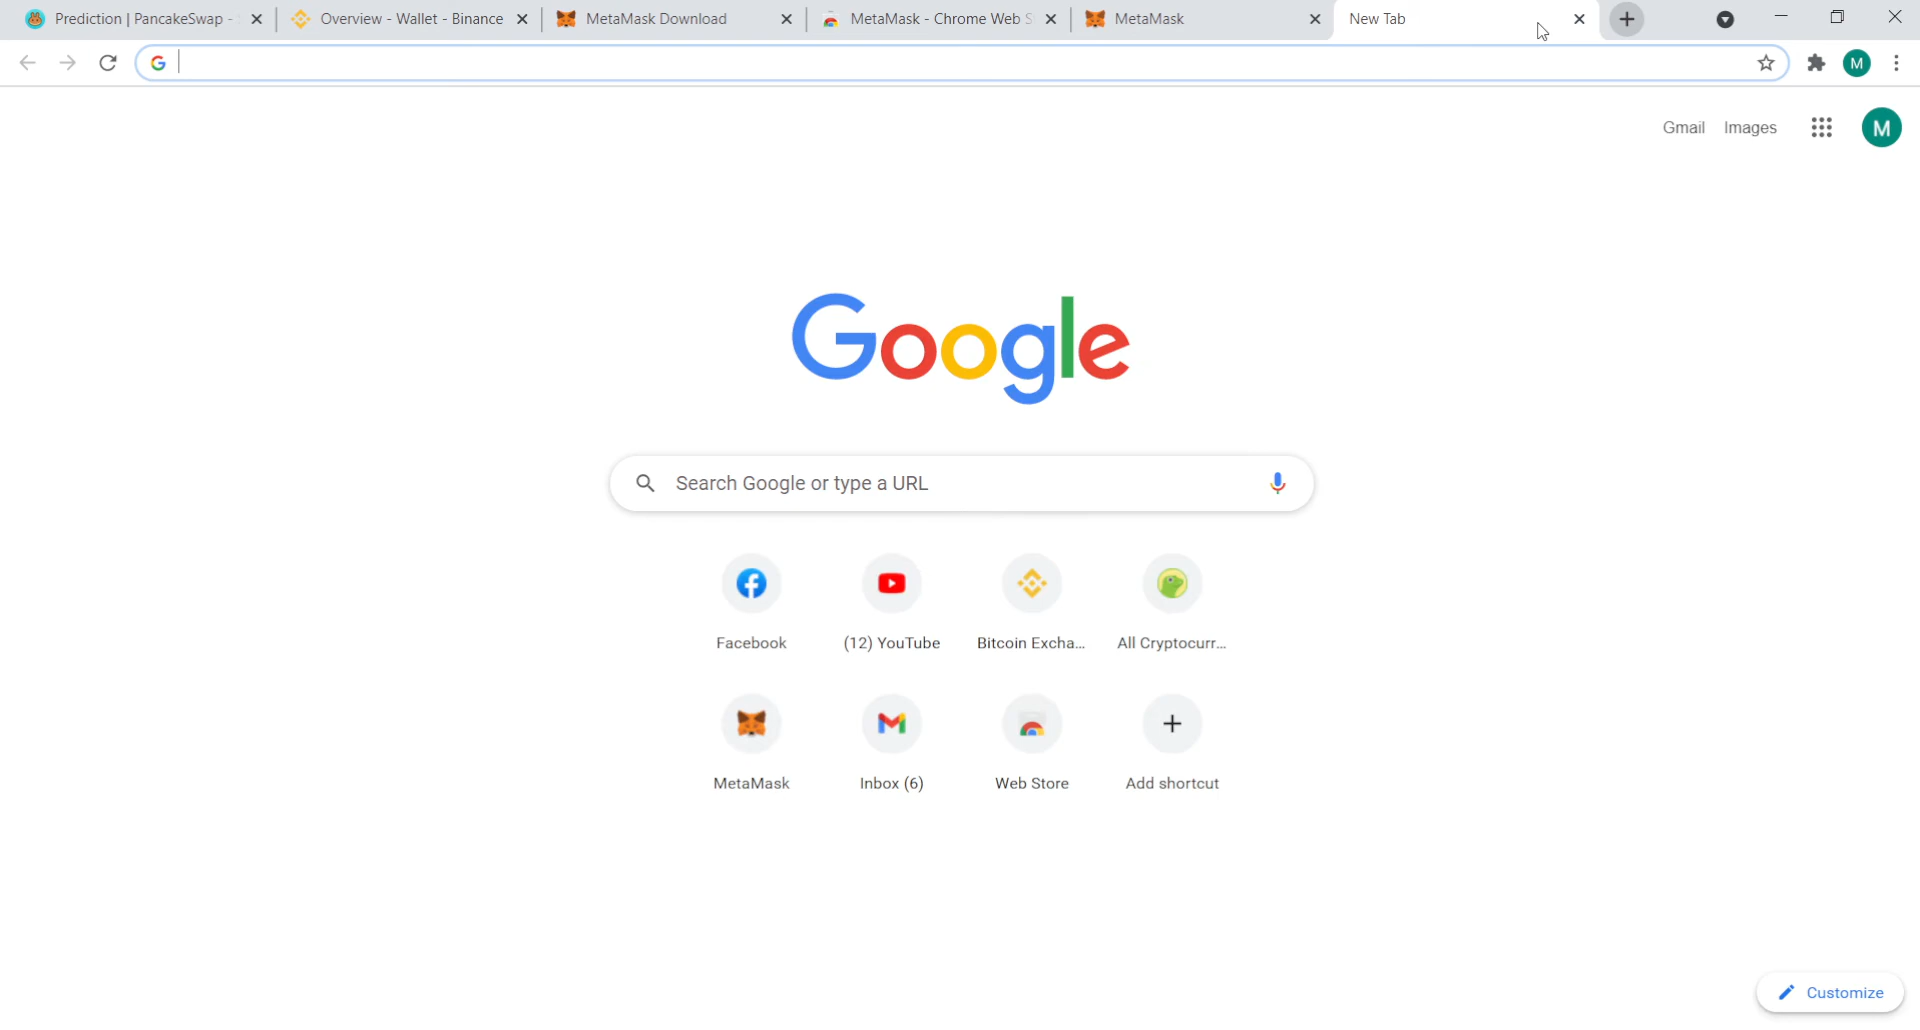 Prediction | PancakeSwap -
Overview - Wallet - Binance
MetaMask Download
MetaMask - Chrome Web S
MetaMask
New Tab
G
M
Gmail
Images
M
Google
Search Google or type a URL
Facebook
(12) YouTube
Bitcoin Excha...
All Cryptocurr...
MetaMask
Inbox (6)
Web Store
Add shortcut
Customize